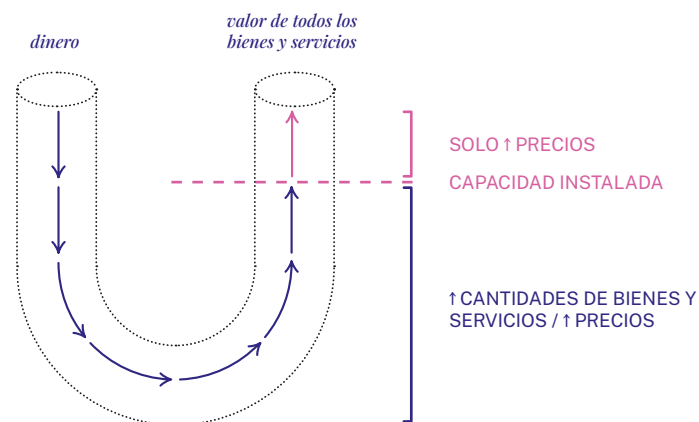 dinero
valor de todos los
bienes y servicios
SOLO ↑ PRECIOS
CAPACIDAD INSTALADA
↑ CANTIDADES DE BIENES Y
SERVICIOS / ↑ PRECIOS